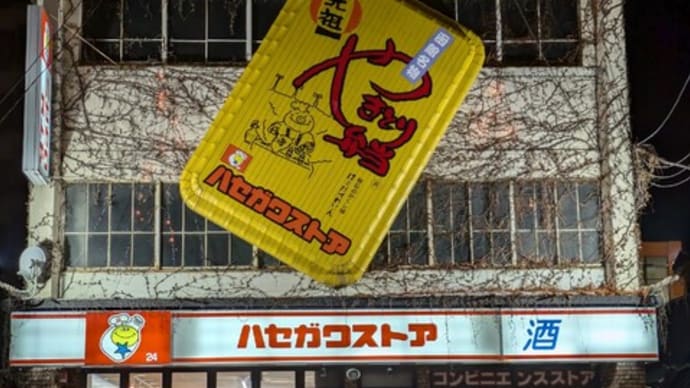 元祖
函館名物
やきとり
弁当
ハセガワストア
ハセガワストア
酒
24
コンビニエンスストア